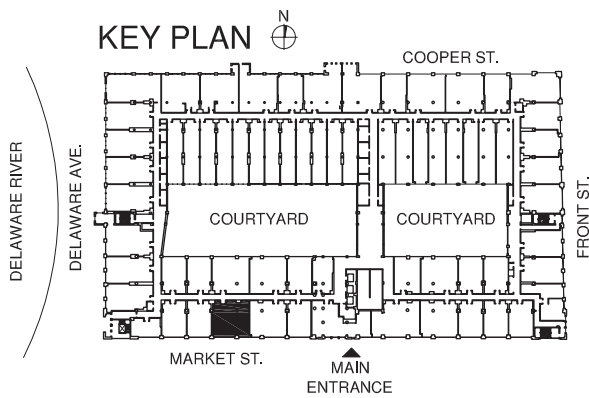 N
KEY PLAN
COOPER ST.
DELAWARE RIVER
DELAWARE AVE.
COURTYARD
COURTYARD
FRONT ST.
MARKET ST.
MAIN
ENTRANCE